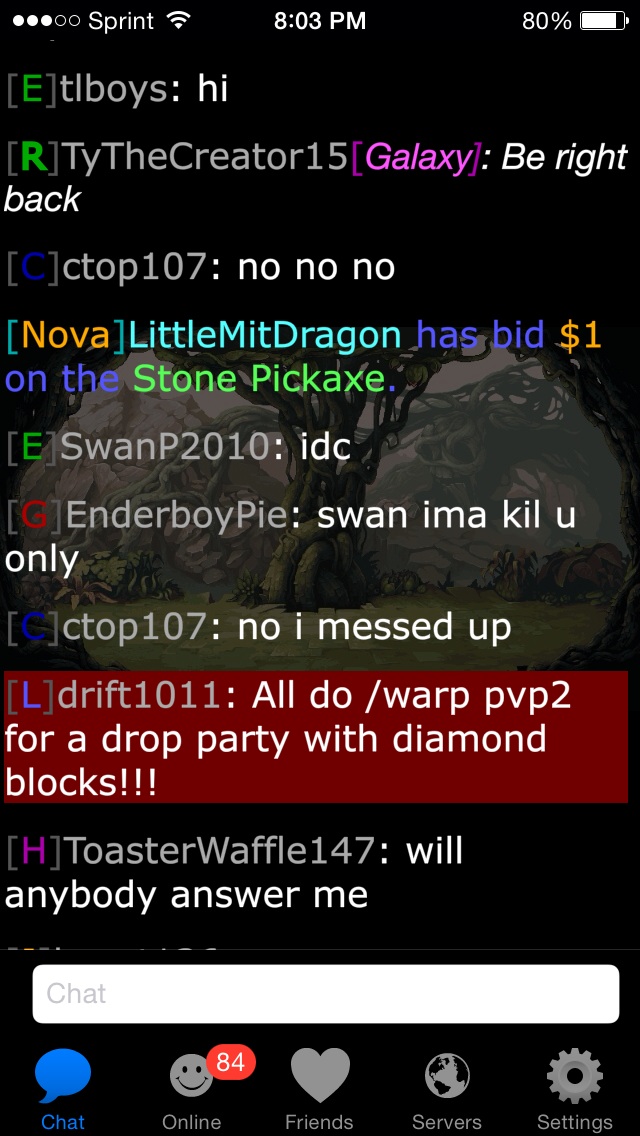 Sprint 8:03 PM 80%
[E]tlboys: hi
[R]TyTheCreator15[Galaxy]: Be right
back
[C]ctop107: no no no
[Nova]LittleMitDragon has bid $1
on the Stone Pickaxe.
[E]SwanP2010: idc
[G]EnderboyPie: swan ima kil u
only
[C]ctop107: no i messed up
[L]drift1011: All do /warp pvp2
for a drop party with diamond
blocks!!!
[H]ToasterWaffle147: will
anybody answer me
Chat
84
Chat Online Friends Servers Settings